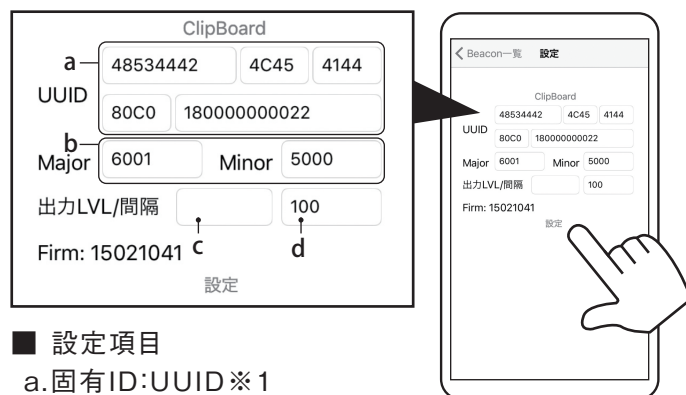 ClipBoard
a
48534442 4C45 4144
UUID
80C0 180000000022
b
Major 6001 Minor 5000
出力LVL/間隔 100
c d
Firm: 15021041
設定
Beacon一覧 設定
ClipBoard
48534442 4C45 4144
UUID
80C0 180000000022
Major 6001 Minor 5000
出力LVL/間隔 100
Firm: 15021041
設定
■ 設定項目
a.固有ID:UUID※1